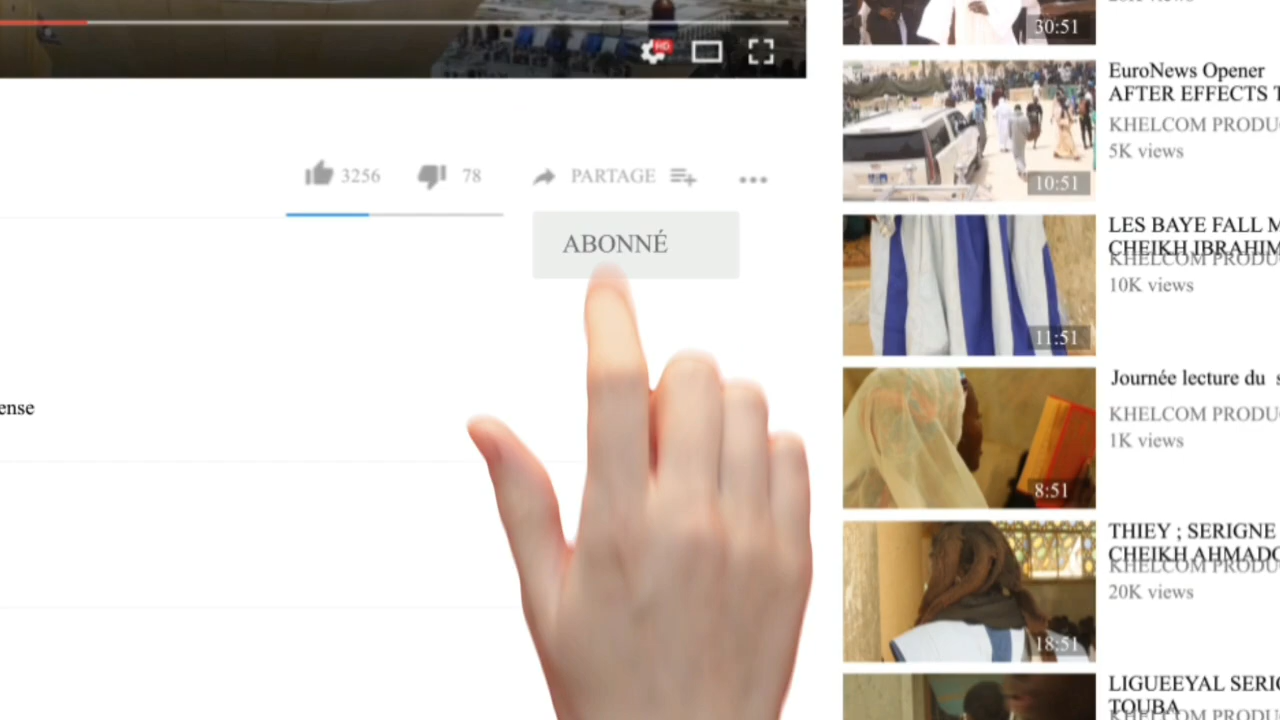 HD
30:51
3256
78
PARTAGE
ABONNÉ
ense
EuroNews Opener
AFTER EFFECTS
KHELCOM PRODU
5K views
10:51
LES BAYE FALL M
CHEIKH IBRAHIM
KHELCOM PRODU
10K views
11:51
Journée lecture du s
KHELCOM PRODU
1K views
8:51
THIEY ; SERIGNE
CHEIKH AHMADO
KHELCOM PRODU
20K views
18:51
LIGUEEYAL SERIG
TOUBA
KHELCOM PRODU